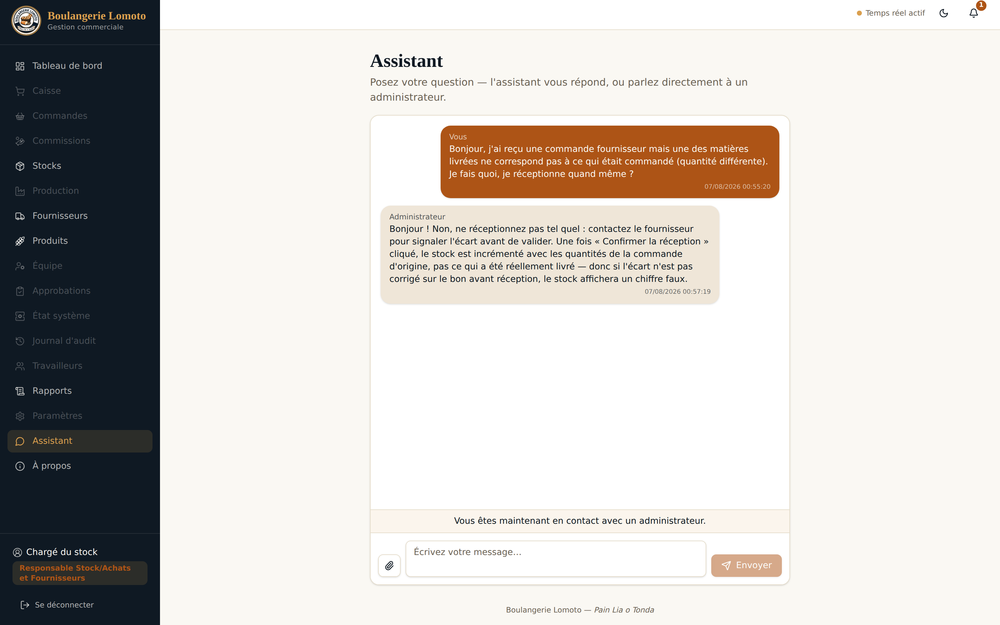 BOULANGERIE LOMOTO
Pain Lia o Tonda
Boulangerie Lomoto
Gestion commerciale
Tableau de bord
Caisse
Commandes
Commissions
Stocks
Production
Fournisseurs
Produits
Équipe
Approbations
État système
Journal d'audit
Travailleurs
Rapports
Paramètres
Assistant
À propos
Chargé du stock
Responsable Stock/Achats
et Fournisseurs
Se déconnecter
Temps réel actif
1
Assistant
Posez votre question — l'assistant vous répond, ou parlez directement à un
administrateur.
Vous
Bonjour, j'ai reçu une commande fournisseur mais une des matières
livrées ne correspond pas à ce qui était commandé (quantité différente).
Je fais quoi, je réceptionne quand même ?
07/08/2026 00:55:20
Administrateur
Bonjour ! Non, ne réceptionnez pas tel quel : contactez le fournisseur
pour signaler l'écart avant de valider. Une fois « Confirmer la réception »
cliqué, le stock est incrémenté avec les quantités de la commande
d'origine, pas ce qui a été réellement livré — donc si l'écart n'est pas
corrigé sur le bon avant réception, le stock affichera un chiffre faux.
07/08/2026 00:57:19
Vous êtes maintenant en contact avec un administrateur.
Écrivez votre message...
Envoyer
Boulangerie Lomoto — Pain Lia o Tonda